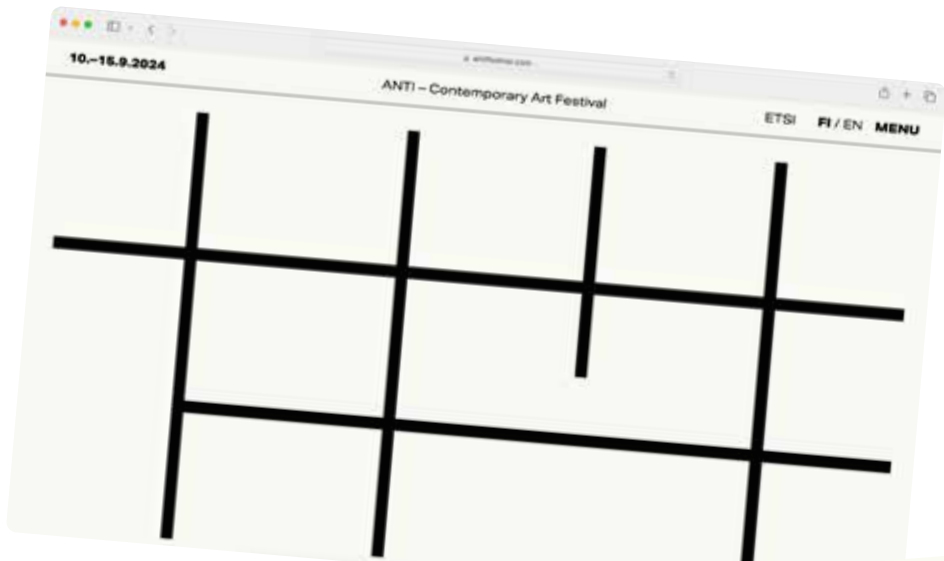 10.–15.9.2024
ANTI – Contemporary Art Festival
ETSI FI / EN MENU